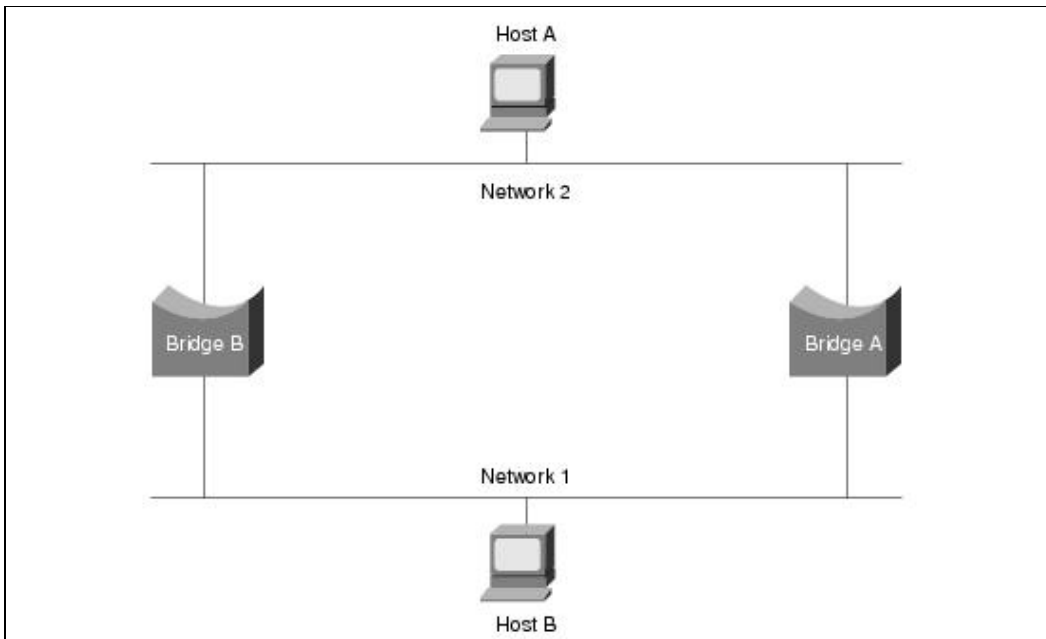 Host A
Network 2
Bridge B
Bridge A
Network 1
Host B